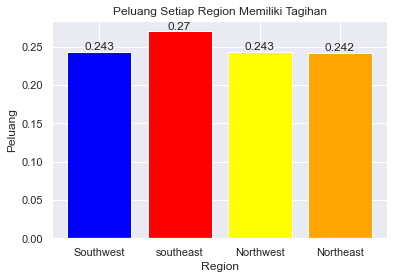 Peluang Setiap Region Memiliki Tagihan
0.243
0.27
0.243
0.242
Peluang
0.25
0.20
0.15
0.10
0.05
0.00
Southwest
southeast
Northwest
Northeast
Region